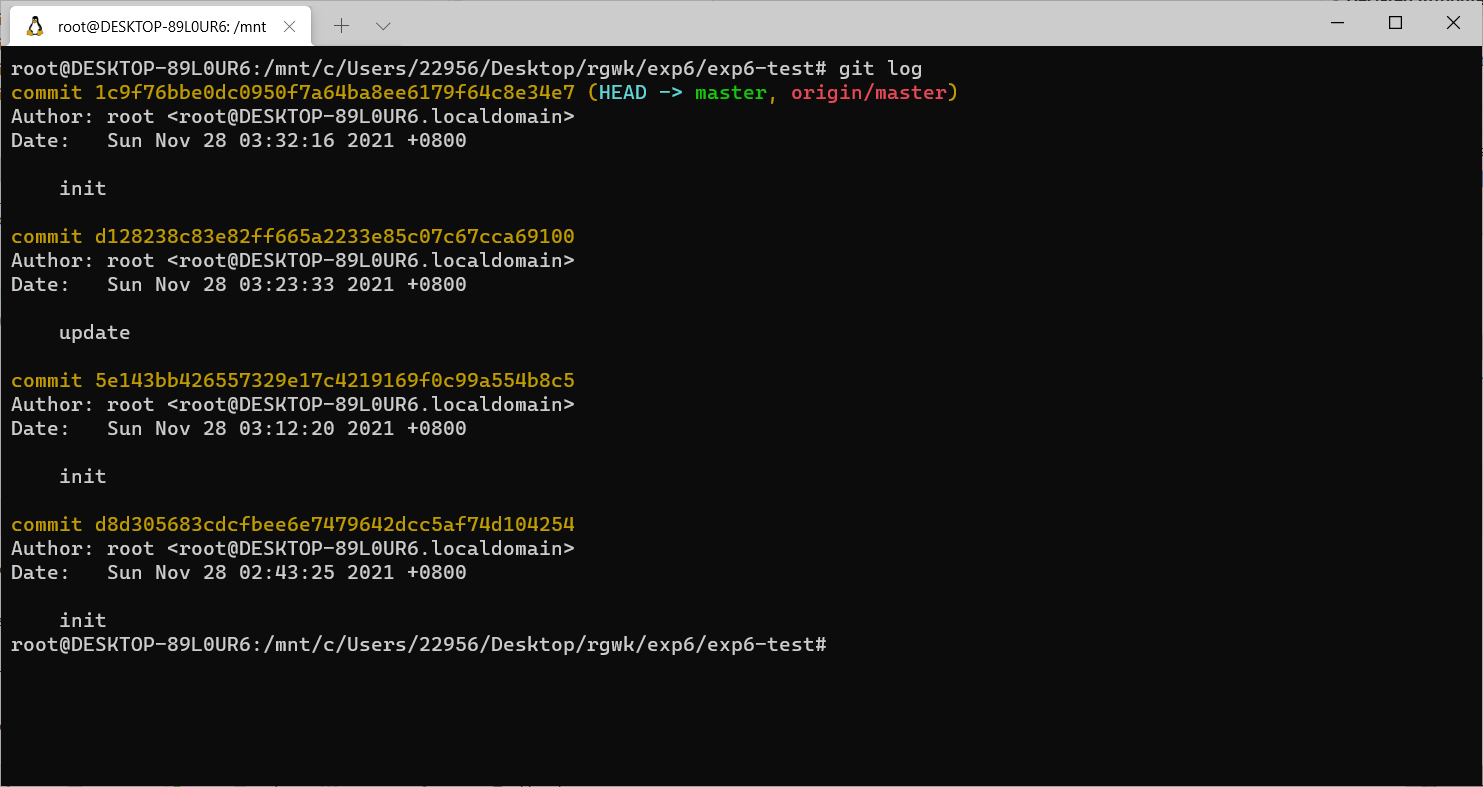 root@DESKTOP-89L0UR6: /mnt
root@DESKTOP-89L0UR6:/mnt/c/Users/22956/Desktop/rgwk/exp6/exp6-test# git log
commit 1c9f76bbe0dc0950f7a64ba8ee6179f64c8e34e7 (HEAD -> master, origin/master)
Author: root <root@DESKTOP-89L0UR6.localdomain>
Date:   Sun Nov 28 03:32:16 2021 +0800
    init
commit d128238c83e82ff665a2233e85c07c67cca69100
Author: root <root@DESKTOP-89L0UR6.localdomain>
Date:   Sun Nov 28 03:23:33 2021 +0800
    update
commit 5e143bb426557329e17c4219169f0c99a554b8c5
Author: root <root@DESKTOP-89L0UR6.localdomain>
Date:   Sun Nov 28 03:12:20 2021 +0800
    init
commit d8d305683cdcfbee6e7479642dcc5af74d104254
Author: root <root@DESKTOP-89L0UR6.localdomain>
Date:   Sun Nov 28 02:43:25 2021 +0800
    init
root@DESKTOP-89L0UR6:/mnt/c/Users/22956/Desktop/rgwk/exp6/exp6-test#